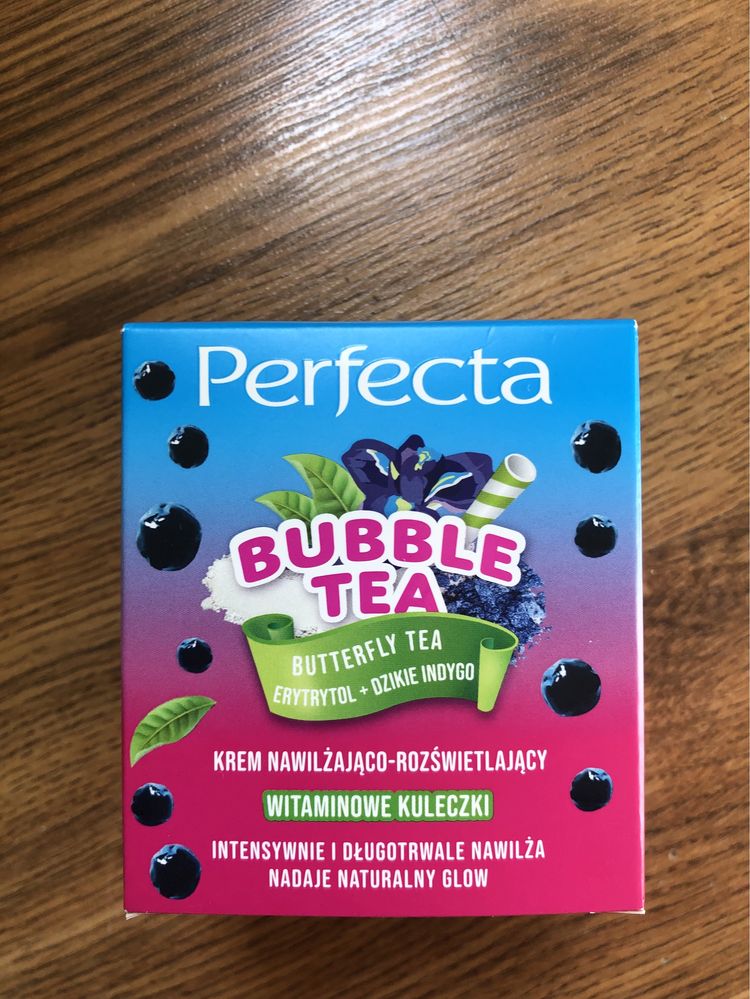 Perfecta
BUBBLE
TEA
BUTTERFLY TEA
ERYTRYTOL + DZIKIE INDYGO
KREM NAWILŻAJĄCO-ROZŚWIETLAJĄCY
WITAMINOWE KULECZKI
INTENSYWNIE I DŁUGOTRWALE NAWILŻA
NADAJE NATURALNY GLOW